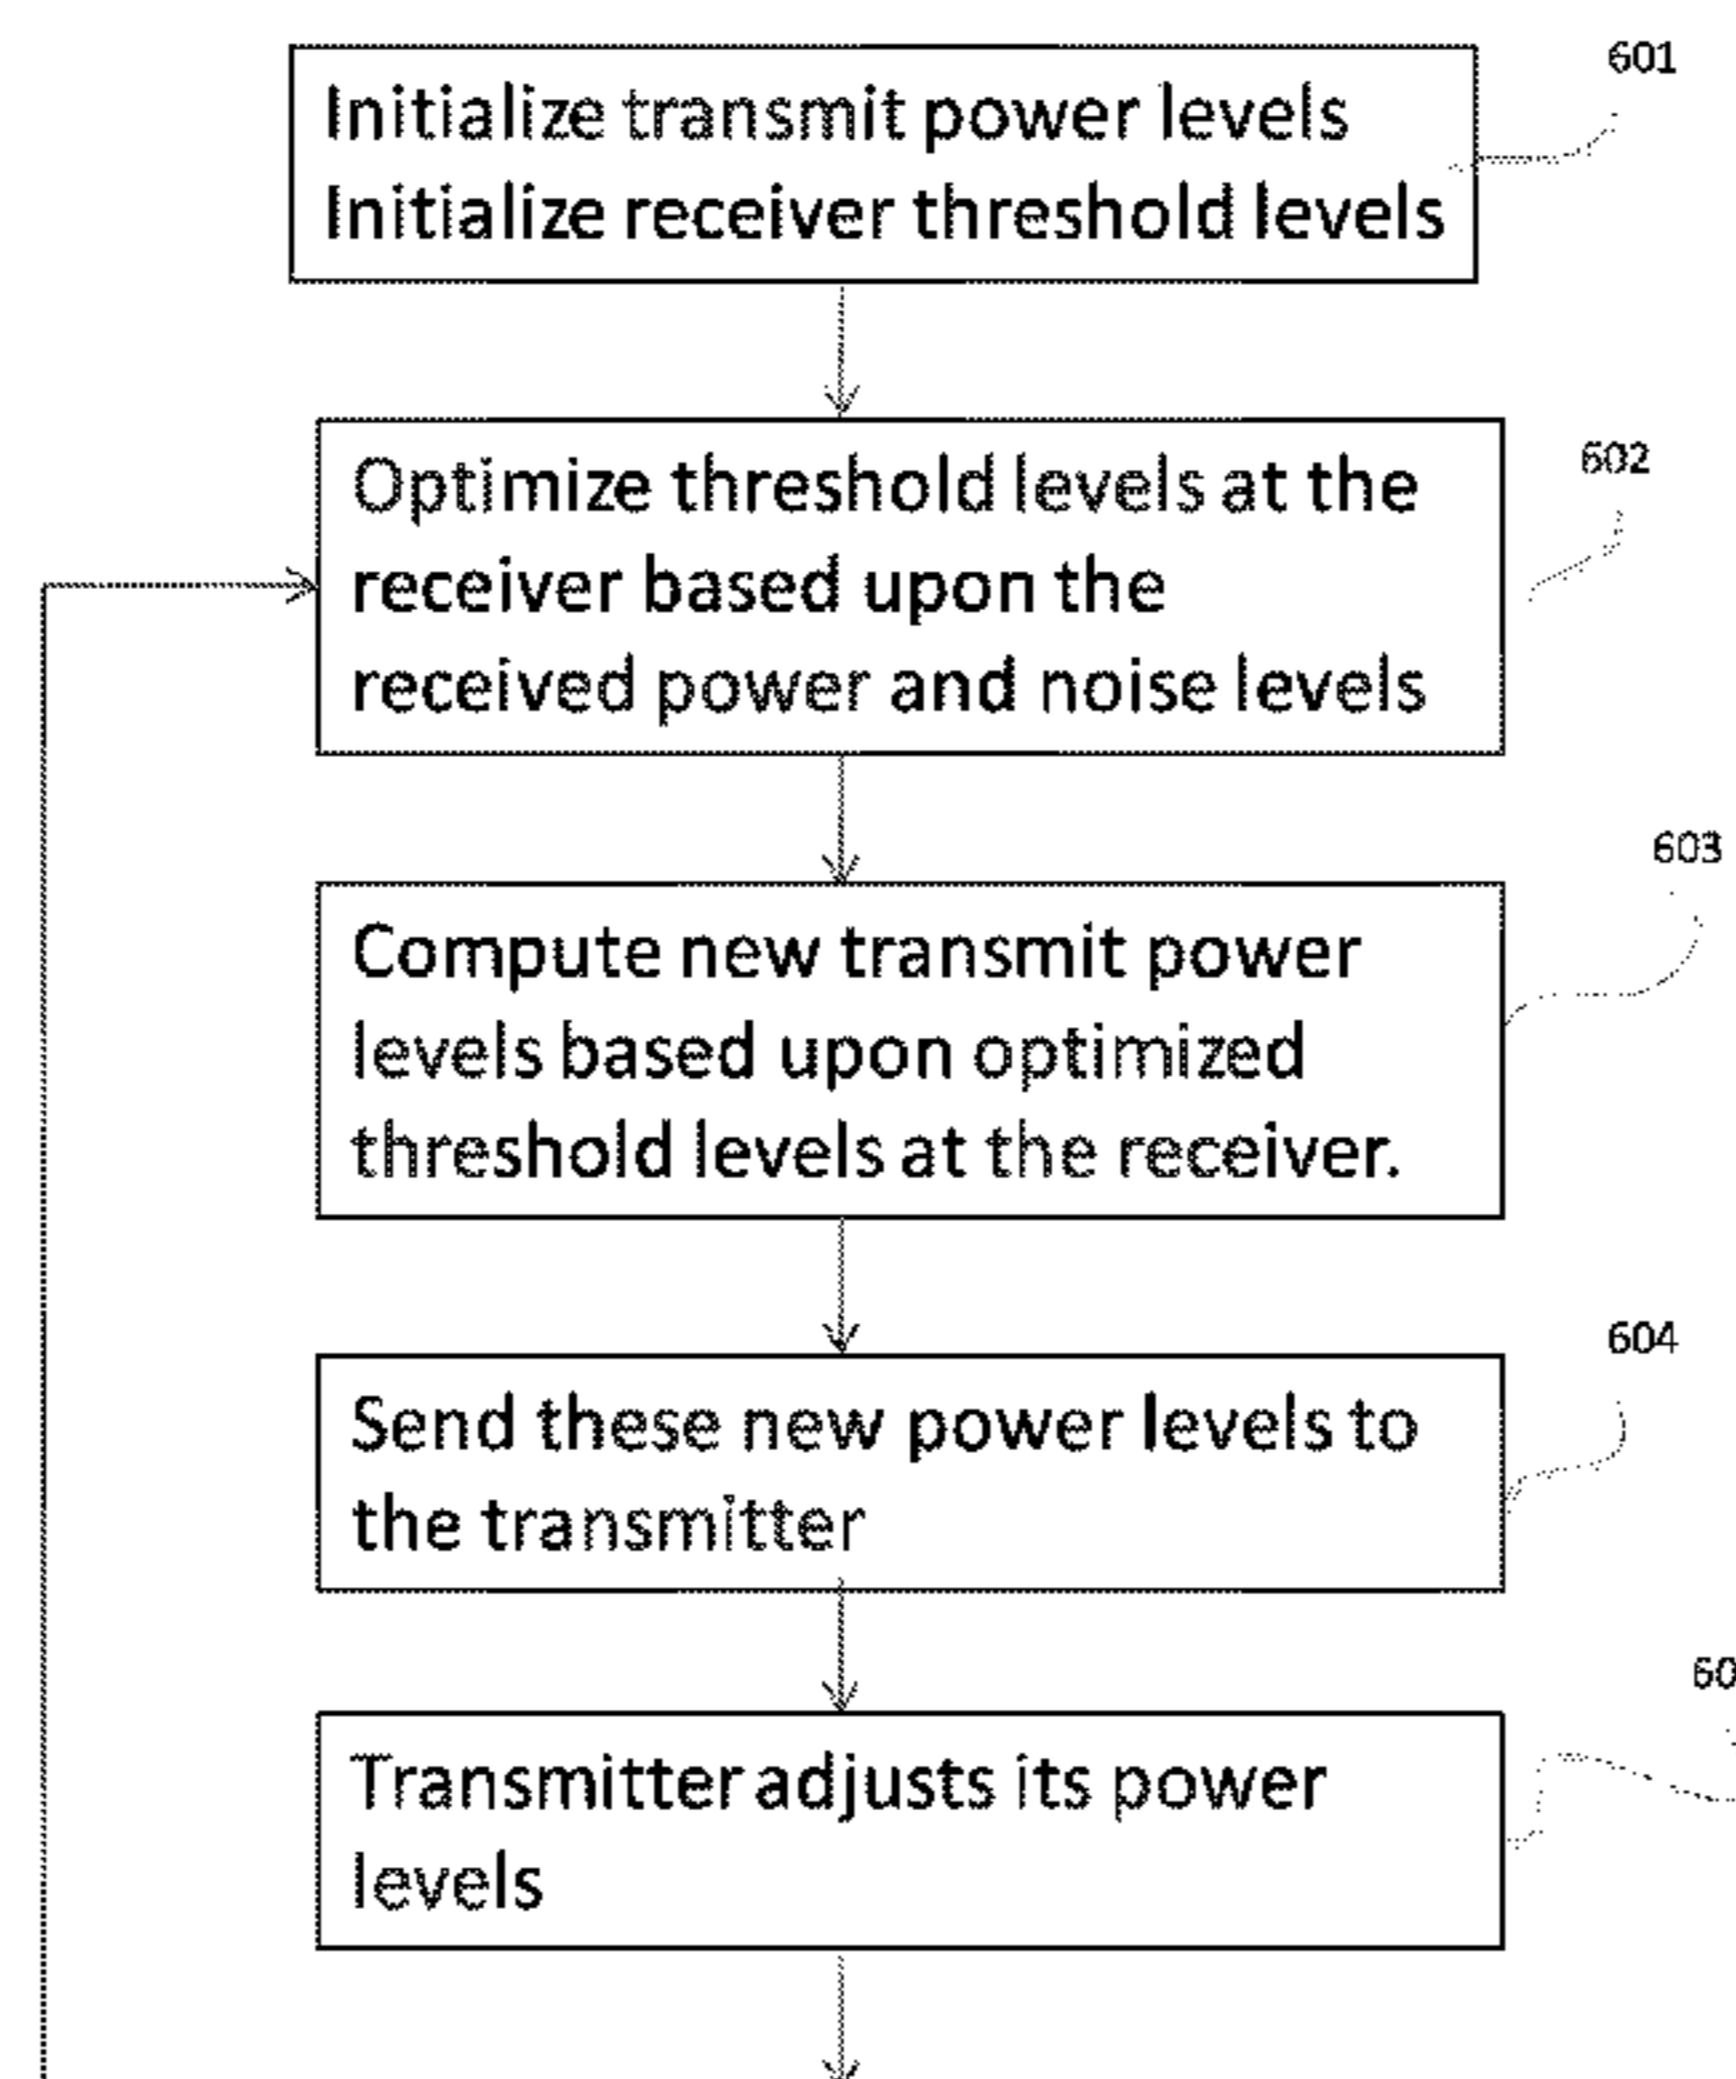 601
Initialize transmit power levels
Initialize receiver threshold levels
602
Optimize threshold levels at the
receiver based upon the
received power and noise levels
603
Compute new transmit power
levels based upon optimized
threshold levels at the receiver.
604
Send these new power levels to
the transmitter
60
Transmitter adjusts its power
levels